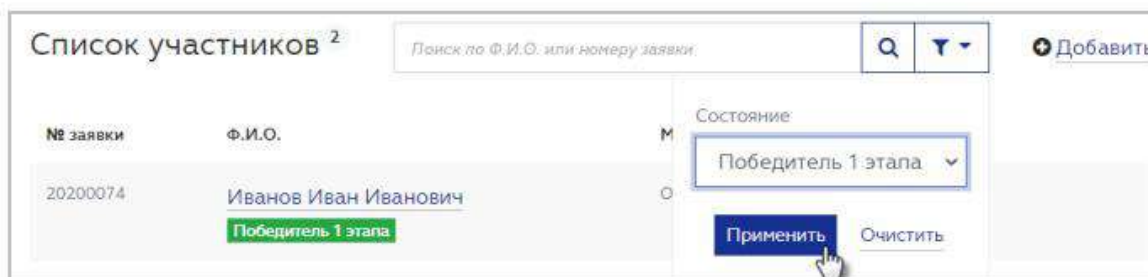 Список участников 2
Поиск по Ф.И.О. или номеру заявки
Добавить
Состояние
№ заявки Ф.И.О. М
Победитель 1 этапа
20200074 Иванов Иван Иванович О
Победитель 1 этапа
Применить Очистить